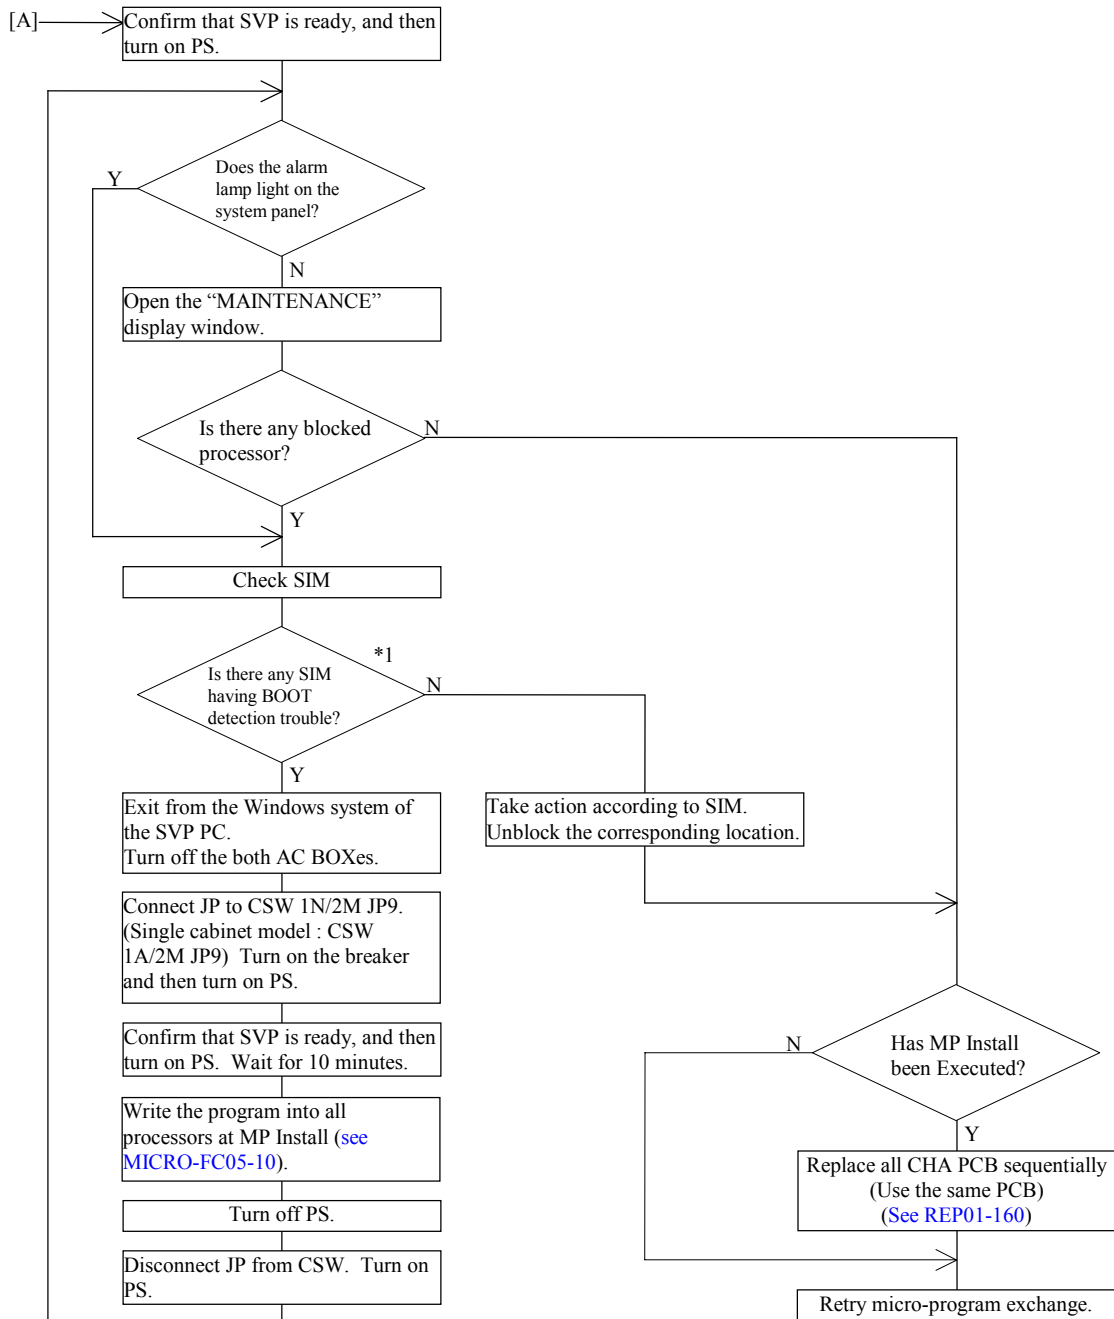 [A]
Confirm that SVP is ready, and then
turn on PS.
Does the alarm
lamp light on the
system panel?
Y
N
Open the “MAINTENANCE”
display window.
Is there any blocked
processor?
N
Y
Check SIM
*1
Is there any SIM
having BOOT
detection trouble?
N
Y
Exit from the Windows system of
the SVP PC.
Turn off the both AC BOXes.
Take action according to SIM.
Unblock the corresponding location.
Connect JP to CSW 1N/2M JP9.
(Single cabinet model : CSW
1A/2M JP9)  Turn on the breaker
and then turn on PS.
Confirm that SVP is ready, and then
turn on PS.  Wait for 10 minutes.
Has MP Install
been Executed?
N
Y
Write the program into all
processors at MP Install (see
MICRO-FC05-10).
Replace all CHA PCB sequentially
(Use the same PCB)
(See REP01-160)
Turn off PS.
Disconnect JP from CSW.  Turn on
PS.
Retry micro-program exchange.